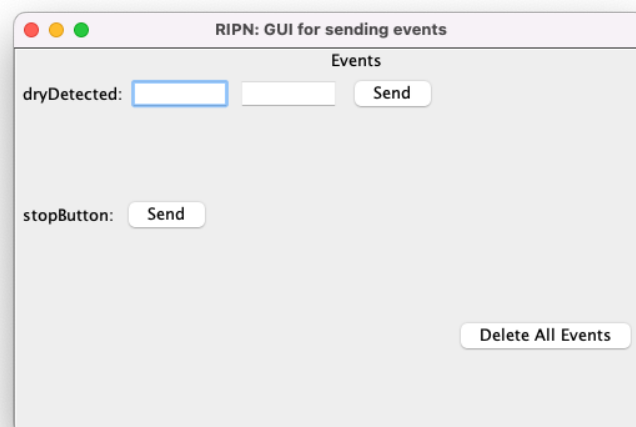 RIPN: GUI for sending events
Events
dryDetected: Send
stopButton: Send
Delete All Events